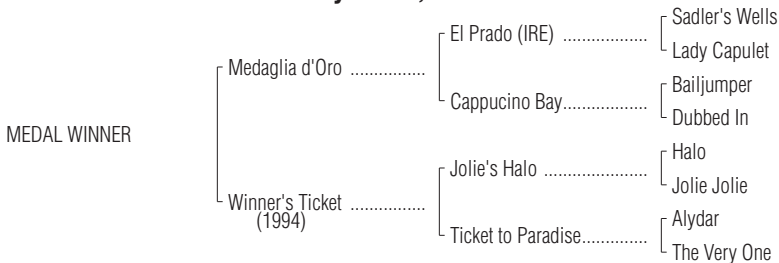 Sadler's Wells
El Prado (IRE) ..................
Lady Capulet
Medaglia d'Oro ................
Bailjumper
Cappucino Bay..................
Dubbed In
MEDAL WINNER
Halo
Jolie's Halo ......................
Jolie Jolie
Winner's Ticket ................
(1994)
Alydar
Ticket to Paradise..............
The Very One